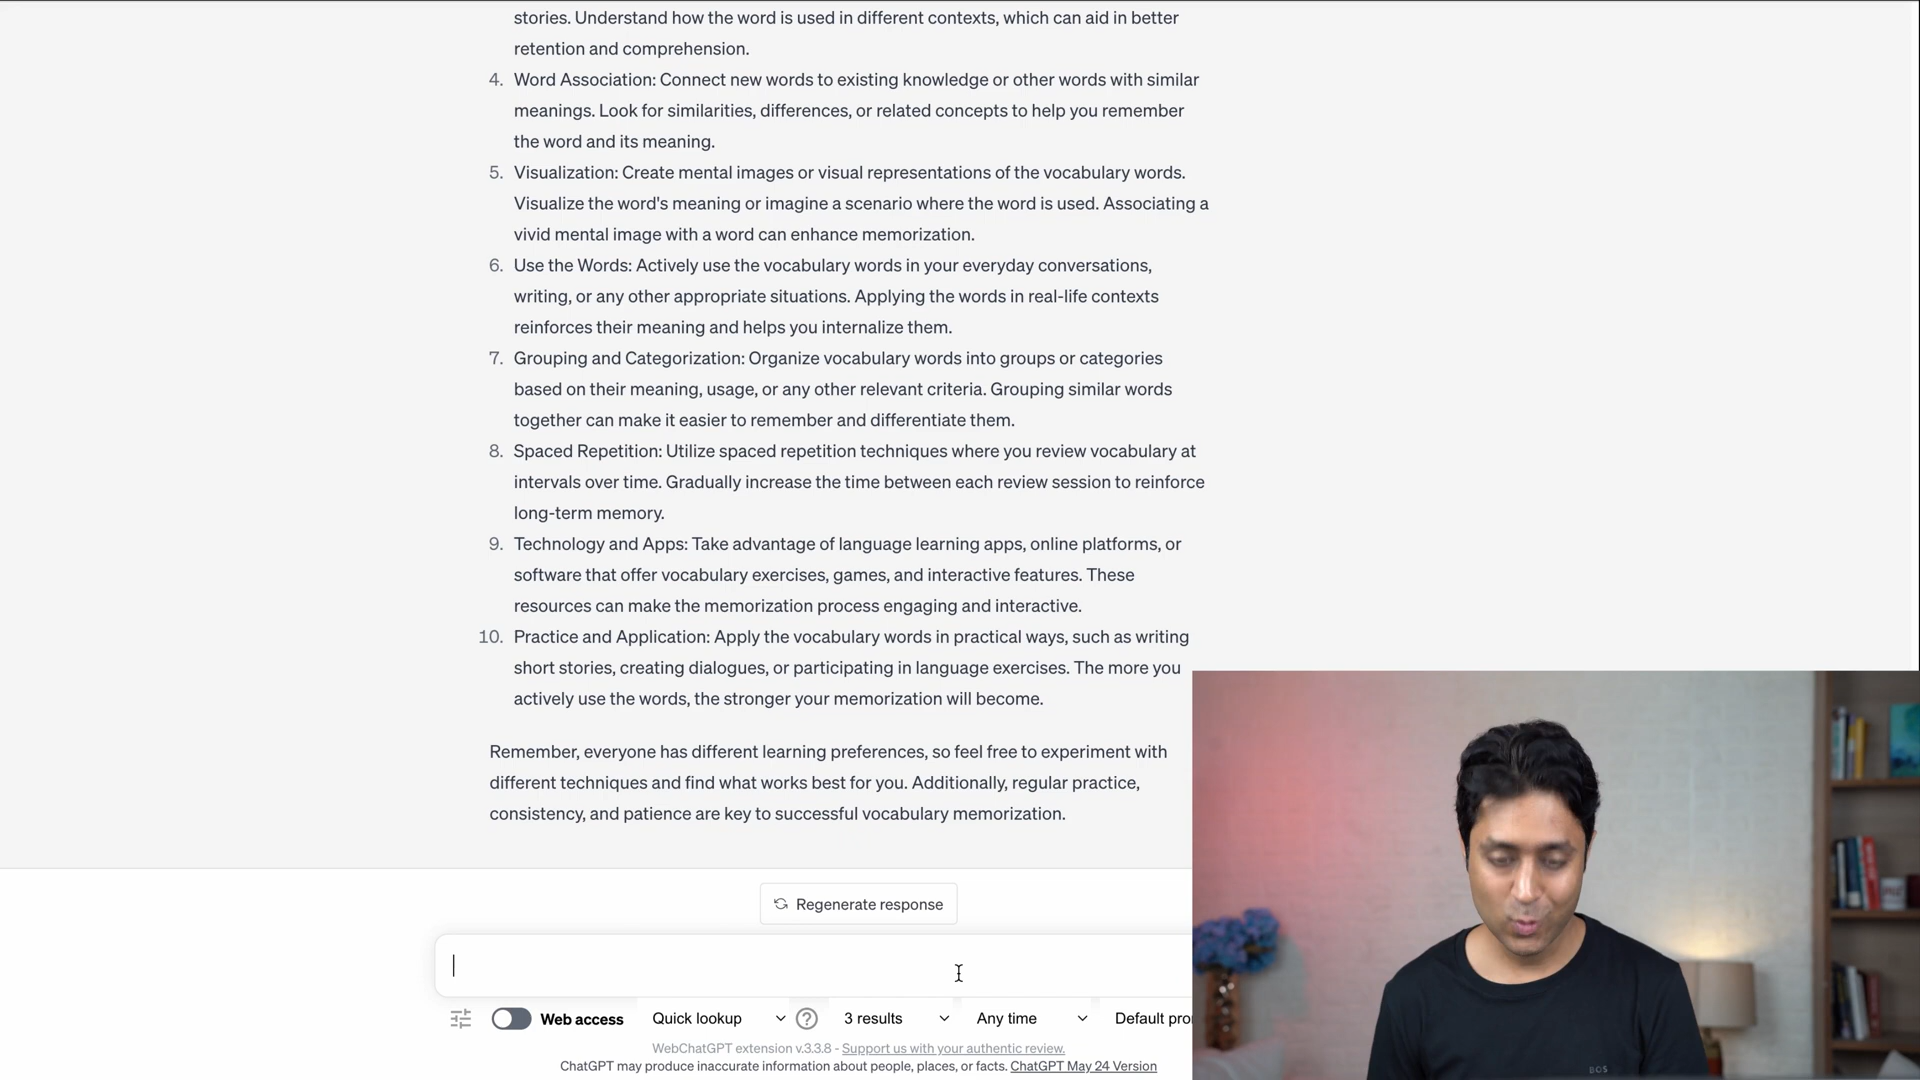 stories. Understand how the word is used in different contexts, which can aid in better
retention and comprehension.
4. Word Association: Connect new words to existing knowledge or other words with similar
meanings. Look for similarities, differences, or related concepts to help you remember
the word and its meaning.
5. Visualization: Create mental images or visual representations of the vocabulary words.
Visualize the word's meaning or imagine a scenario where the word is used. Associating a
vivid mental image with a word can enhance memorization.
6. Use the Words: Actively use the vocabulary words in your everyday conversations,
writing, or any other appropriate situations. Applying the words in real-life contexts
reinforces their meaning and helps you internalize them.
7. Grouping and Categorization: Organize vocabulary words into groups or categories
based on their meaning, usage, or any other relevant criteria. Grouping similar words
together can make it easier to remember and differentiate them.
8. Spaced Repetition: Utilize spaced repetition techniques where you review vocabulary at
intervals over time. Gradually increase the time between each review session to reinforce
long-term memory.
9. Technology and Apps: Take advantage of language learning apps, online platforms, or
software that offer vocabulary exercises, games, and interactive features. These
resources can make the memorization process engaging and interactive.
10. Practice and Application: Apply the vocabulary words in practical ways, such as writing
short stories, creating dialogues, or participating in language exercises. The more you
actively use the words, the stronger your memorization will become.
Remember, everyone has different learning preferences, so feel free to experiment with
different techniques and find what works best for you. Additionally, regular practice,
consistency, and patience are key to successful vocabulary memorization.
Regenerate response
Web access Quick lookup 3 results Any time Default pro
WebChatGPT extension v.3.3.8 - Support us with your authentic review.
ChatGPT may produce inaccurate information about people, places, or facts. ChatGPT May 24 Version
BOS